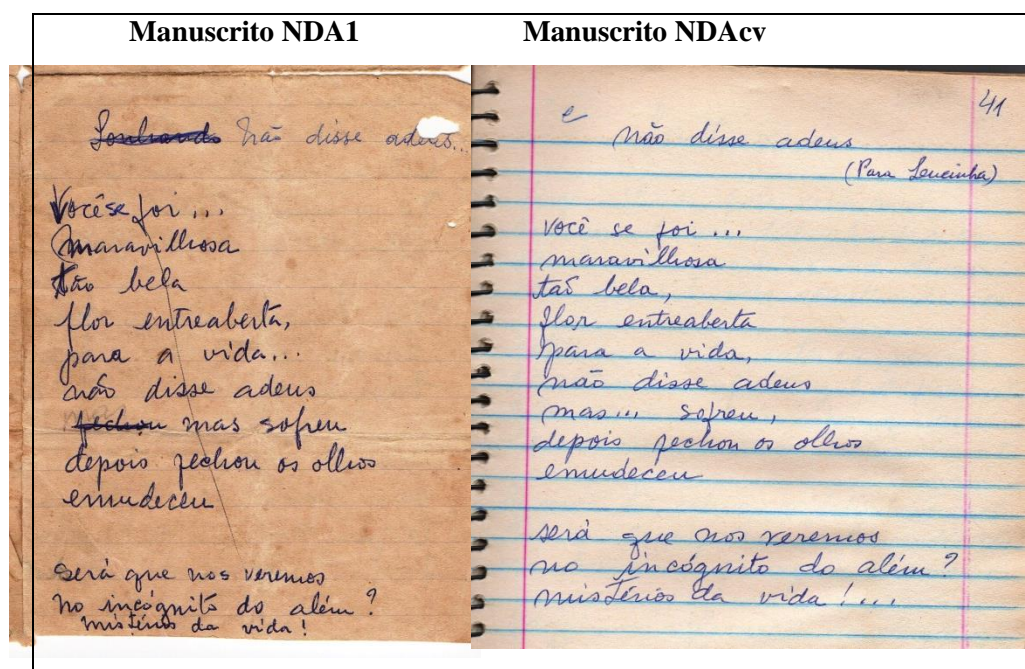 Manuscrito NDA1
Manuscrito NDAcv
Sonhando Não disse adeus...
Você se foi ...
maravilhosa
tão bela
flor entreaberta,
para a vida...
não disse adeus
fechou mas sofreu
depois fechou os olhos
emudeceu
será que nos veremos
no incógnito do além ?
mistérios da vida !
41
e
não disse adeus
(Para Leucinha)
você se foi ...
maravilhosa
tão bela,
flor entreaberta
para a vida,
não disse adeus
mas ... sofreu,
depois fechou os olhos
emudeceu
será que nos veremos
no incógnito do além ?
mistérios da vida ! ...